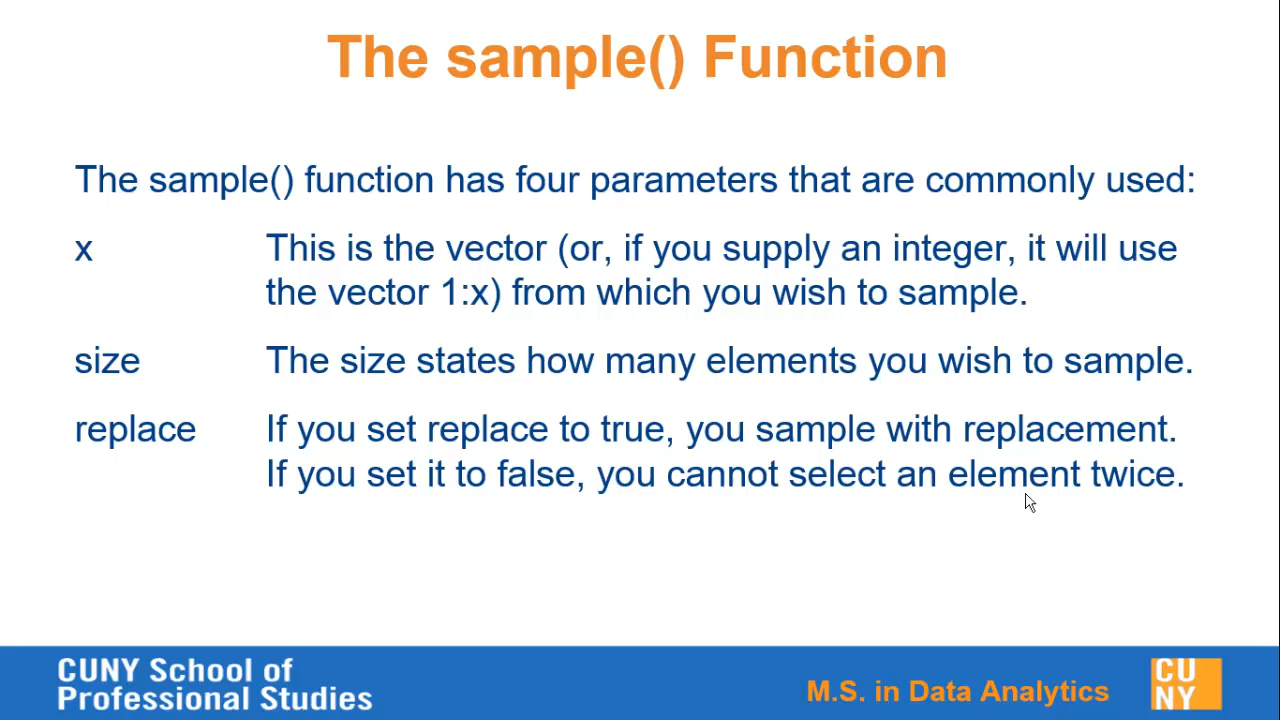 The sample() Function
The sample() function has four parameters that are commonly used:
x This is the vector (or, if you supply an integer, it will use
the vector 1:x) from which you wish to sample.
size The size states how many elements you wish to sample.
replace If you set replace to true, you sample with replacement.
If you set it to false, you cannot select an element twice.
CUNY School of
Professional Studies
M.S. in Data Analytics
CU
NY